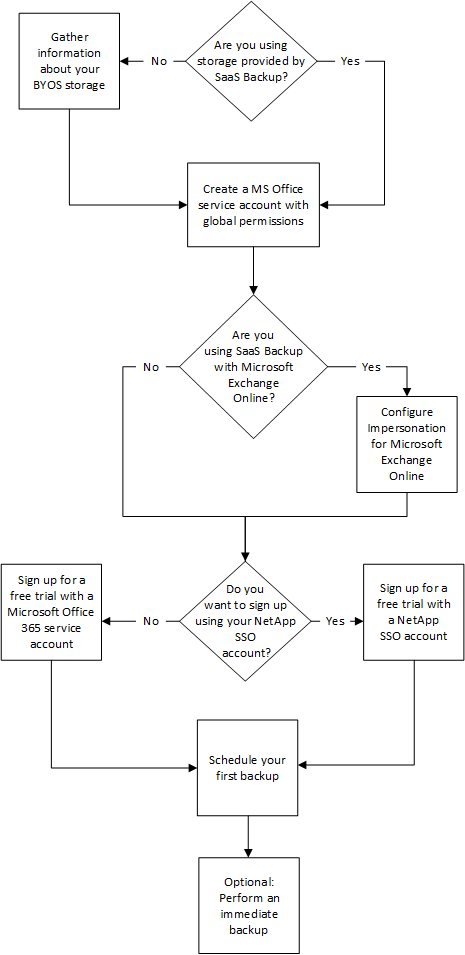 Gather
information
about your
BYOS storage
No
Are you using
storage provided by
SaaS Backup?
Yes
Create a MS Office
service account with
global permissions
Are you
using SaaS Backup
with Microsoft
Exchange
Online?
No
Yes
Configure
Impersonation
for Microsoft
Exchange
Online
Sign up for a
free trial with a
Microsoft Office
365 service
account
No
Do you
want to sign up
using your NetApp
SSO
account?
Yes
Sign up for a
free trial with
a NetApp
SSO account
Schedule your
first backup
Optional:
Perform an
immediate
backup